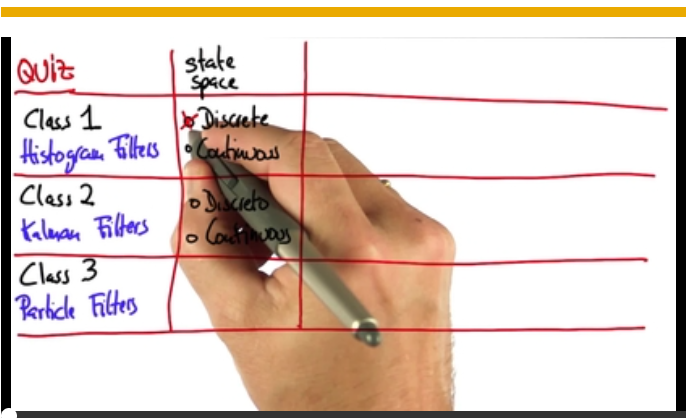 QUIZ
state
space
Class 1
Histogram Filters
Discrete
Continuous
Class 2
Kalman Filters
Discrete
Continuous
Class 3
Particle Filters